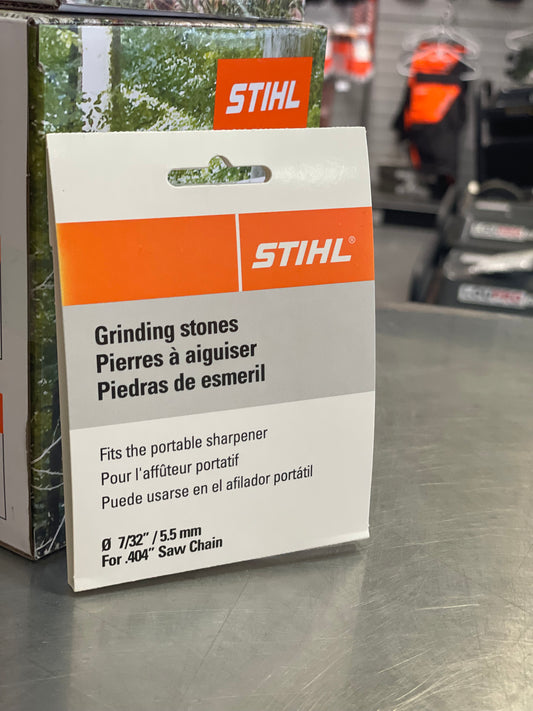 STIHL
STIHL®
Grinding stones
Pierres à aiguiser
Piedras de esmeril
Fits the portable sharpener
Pour l'affûteur portatif
Puede usarse en el afilador portátil
Ø 7/32" / 5.5 mm
For .404" Saw Chain